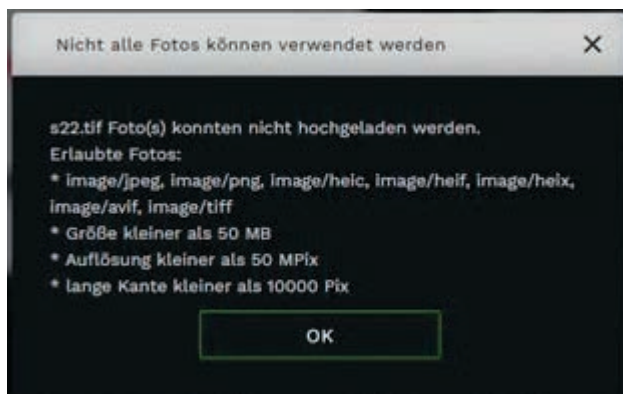 Nicht alle Fotos können verwendet werden
s22.tif Foto(s) konnten nicht hochgeladen werden.
Erlaubte Fotos:
* image/jpeg, image/png, image/heic, image/heif, image/heix,
image/avif, image/tiff
* Größe kleiner als 50 MB
* Auflösung kleiner als 50 MPix
* lange Kante kleiner als 10000 Pix
OK